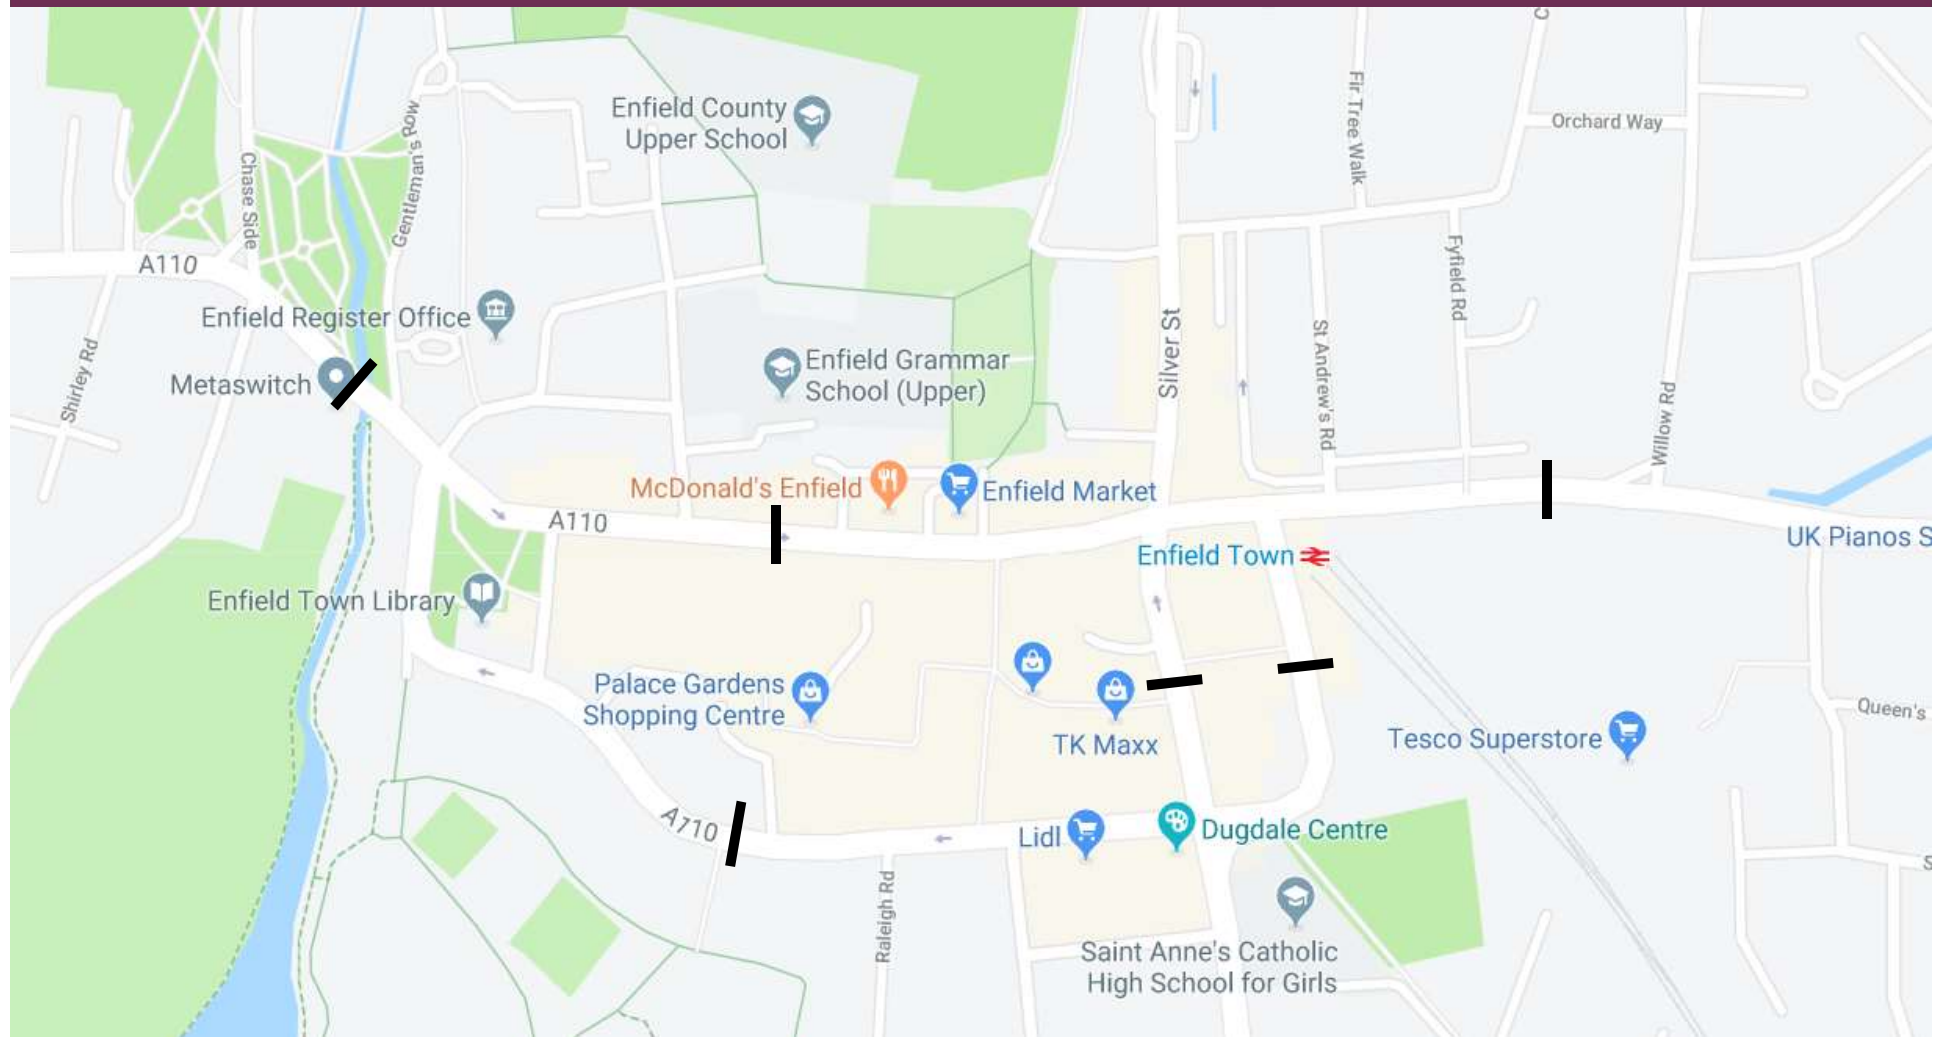 C
Fir Tree Walk
Orchard Way
Enfield County
Upper School
Chase Side
Gentleman's Row
A110
Enfield Register Office
Metaswitch
Shirley Rd
Enfield Grammar
School (Upper)
Silver St
St Andrew's Rd
Fyfield Rd
Willow Rd
McDonald's Enfield
Enfield Market
A110
UK Pianos S
Enfield Town
Enfield Town Library
Palace Gardens
Shopping Centre
TK Maxx
Tesco Superstore
Queen's
A710
Lidl
Dugdale Centre
S
Raleigh Rd
Saint Anne's Catholic
High School for Girls